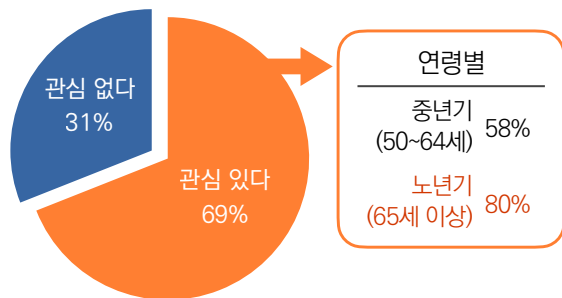 관심 없다
31%
관심 있다
69%
연령별
중년기
(50~64세) 58%
노년기
(65세 이상) 80%